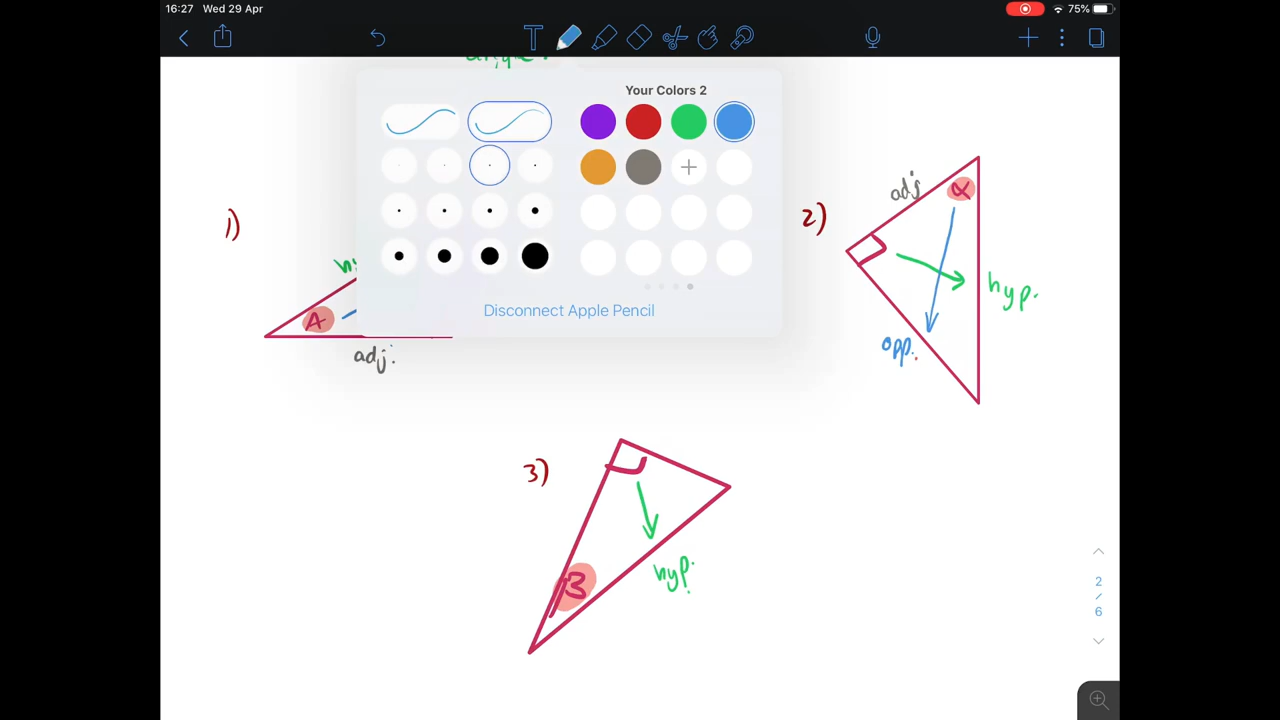 16:27 Wed 29 Apr
75%
T
Your Colors 2
Disconnect Apple Pencil
1)
A
adj.
2)
adj
α
hyp.
opp.
3)
hyp.
β
2
/
6